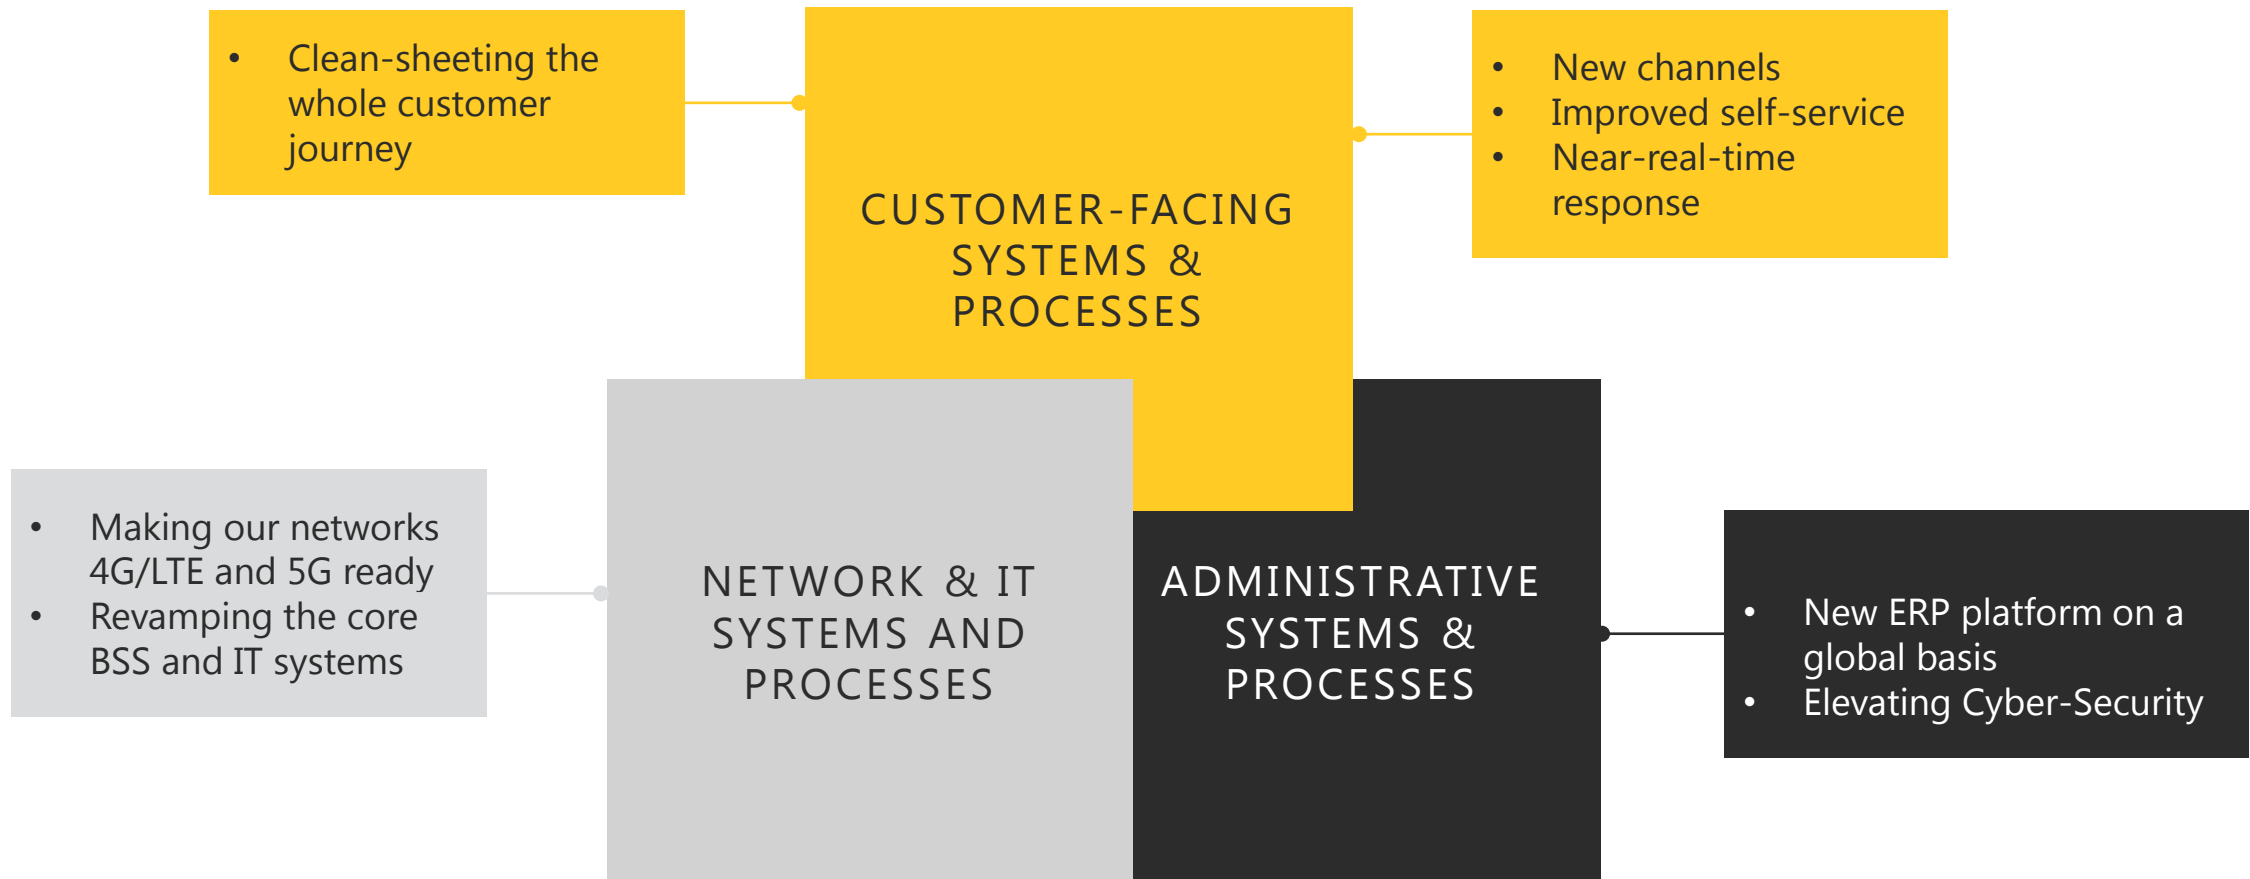 • Clean-sheeting the
whole customer
journey
• New channels
• Improved self-service
• Near-real-time
response
CUSTOMER-FACING
SYSTEMS &
PROCESSES
• Making our networks
4G/LTE and 5G ready
• Revamping the core
BSS and IT systems
NETWORK & IT
SYSTEMS AND
PROCESSES
ADMINISTRATIVE
SYSTEMS &
PROCESSES
• New ERP platform on a
global basis
• Elevating Cyber-Security